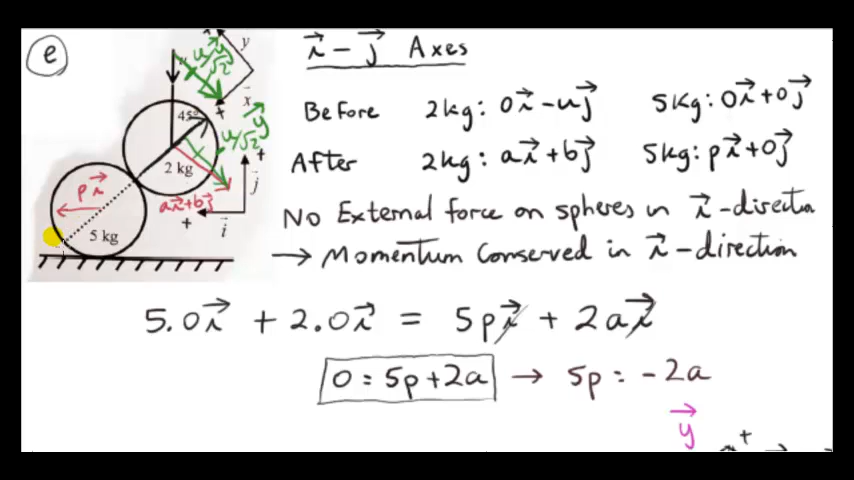 e
i - j Axes
Before 2kg: 0i - uj 5kg: 0i + 0j
After 2kg: ai + bj 5kg: pi + 0j
No External force on spheres in i-direction
→ Momentum Conserved in i-direction
5.0i + 2.0i = 5pi + 2ai
0 = 5p + 2a → 5p = -2a
y
y
x
u/√2 y
45°
u/√2 y
2 kg
pi
ai+bj
j
i
5 kg
+
+